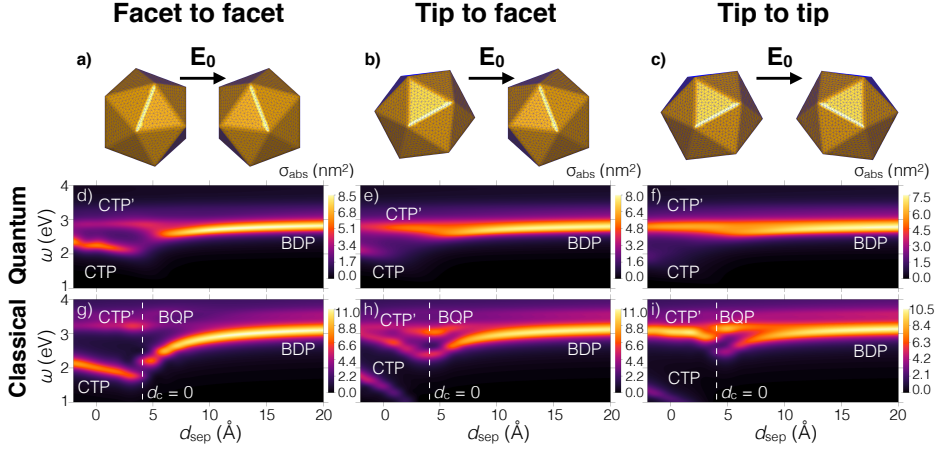 Facet to facet Tip to facet Tip to tip
a) E0 b) E0 c) E0
σabs (nm²) σabs (nm²) σabs (nm²)
Quantum
ω (eV)
4
3
2
1
d) CTP' CTP BDP
8.5
6.8
5.1
3.4
1.7
0.0
e) CTP' CTP BDP
8.0
6.4
4.8
3.2
1.6
0.0
f) CTP' CTP BDP
7.5
6.0
4.5
3.0
1.5
0.0
Classical
ω (eV)
4
3
2
1
g) CTP' BQP CTP BDP dc = 0
11.0
8.8
6.6
4.4
2.2
0.0
h) CTP' BQP CTP BDP dc = 0
11.0
8.8
6.6
4.4
2.2
0.0
i) CTP' BQP CTP BDP dc = 0
10.5
8.4
6.3
4.2
2.1
0.0
0 5 10 15 20 0 5 10 15 20 0 5 10 15 20
dsep (Å) dsep (Å) dsep (Å)